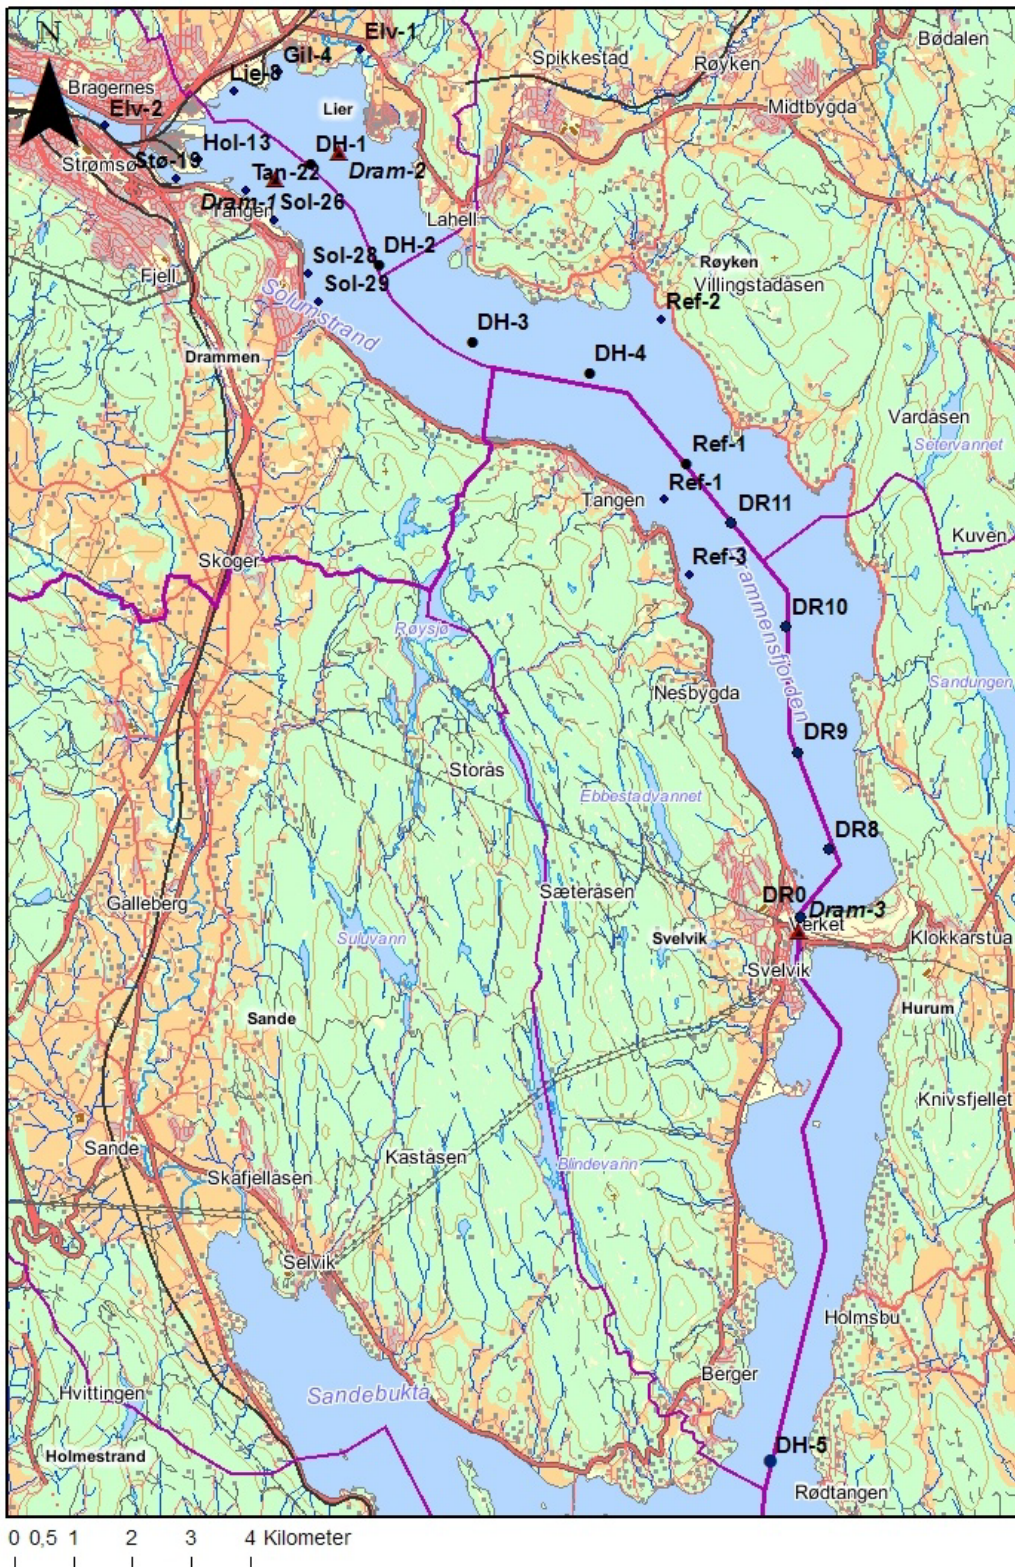 N
Elv-1
Bødalen
Gil-4
Spikkestad
Røyken
Liel-8
Bragernes
Lier
Midtbygda
Elv-2
Hol-13
DH-1
Strømsø
Stø-19
Tan-22
Dram-2
Dram-1
Sol-26
Tangen
Lahell
Sol-28
DH-2
Fjell
Røyken
Sol-29
Villingstadåsen
Solumstrand
Ref-2
DH-3
Drammen
DH-4
Vardåsen
Setervannet
Ref-1
Ref-1
Tangen
DR11
Kuven
Skoger
Ref-3
Drammensfjorden
DR10
Røysjø
Sandungen
Nesbygda
DR9
Storås
Ebbestadvannet
DR8
Sæteråsen
DR0
Galleberg
Dram-3
Verket
Suluvann
Svelvik
Klokkarstua
Svelvik
Sande
Hurum
Knivsfjellet
Sande
Kaståsen
Blindevann
Skafjellåsen
Selvik
Holmsbu
Berger
Hvittingen
Sandebukta
Holmestrand
DH-5
Rødtangen
0 0,5 1 2 3 4 Kilometer